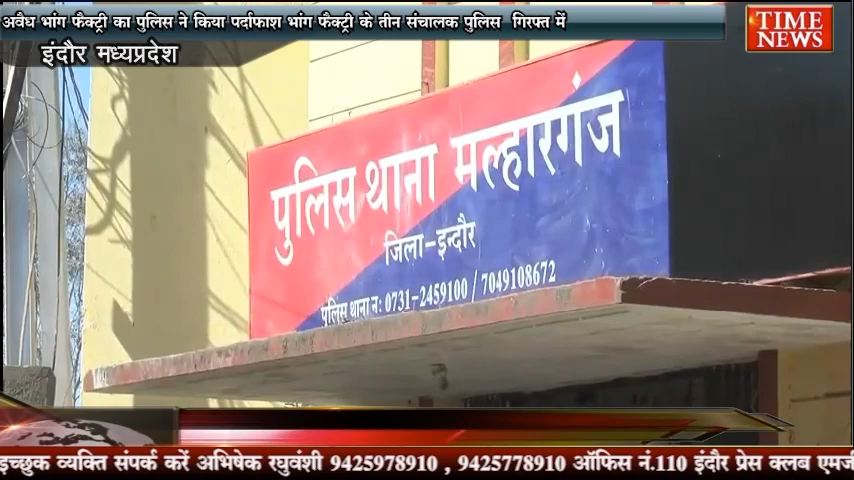 अवैध भांग फैक्ट्री का पुलिस ने किया पर्दाफाश भांग फैक्ट्री के तीन संचालक पुलिस गिरफ्त में
इंदौर मध्यप्रदेश
TIME
NEWS
पुलिस थाना मल्हारगंज
जिला-इन्दौर
पुलिस थाना न: 0731-2459100 / 7049108672
इच्छुक व्यक्ति संपर्क करें अभिषेक रघुवंशी 9425978910 , 9425778910 ऑफिस नं.110 इंदौर प्रेस क्लब एमजी